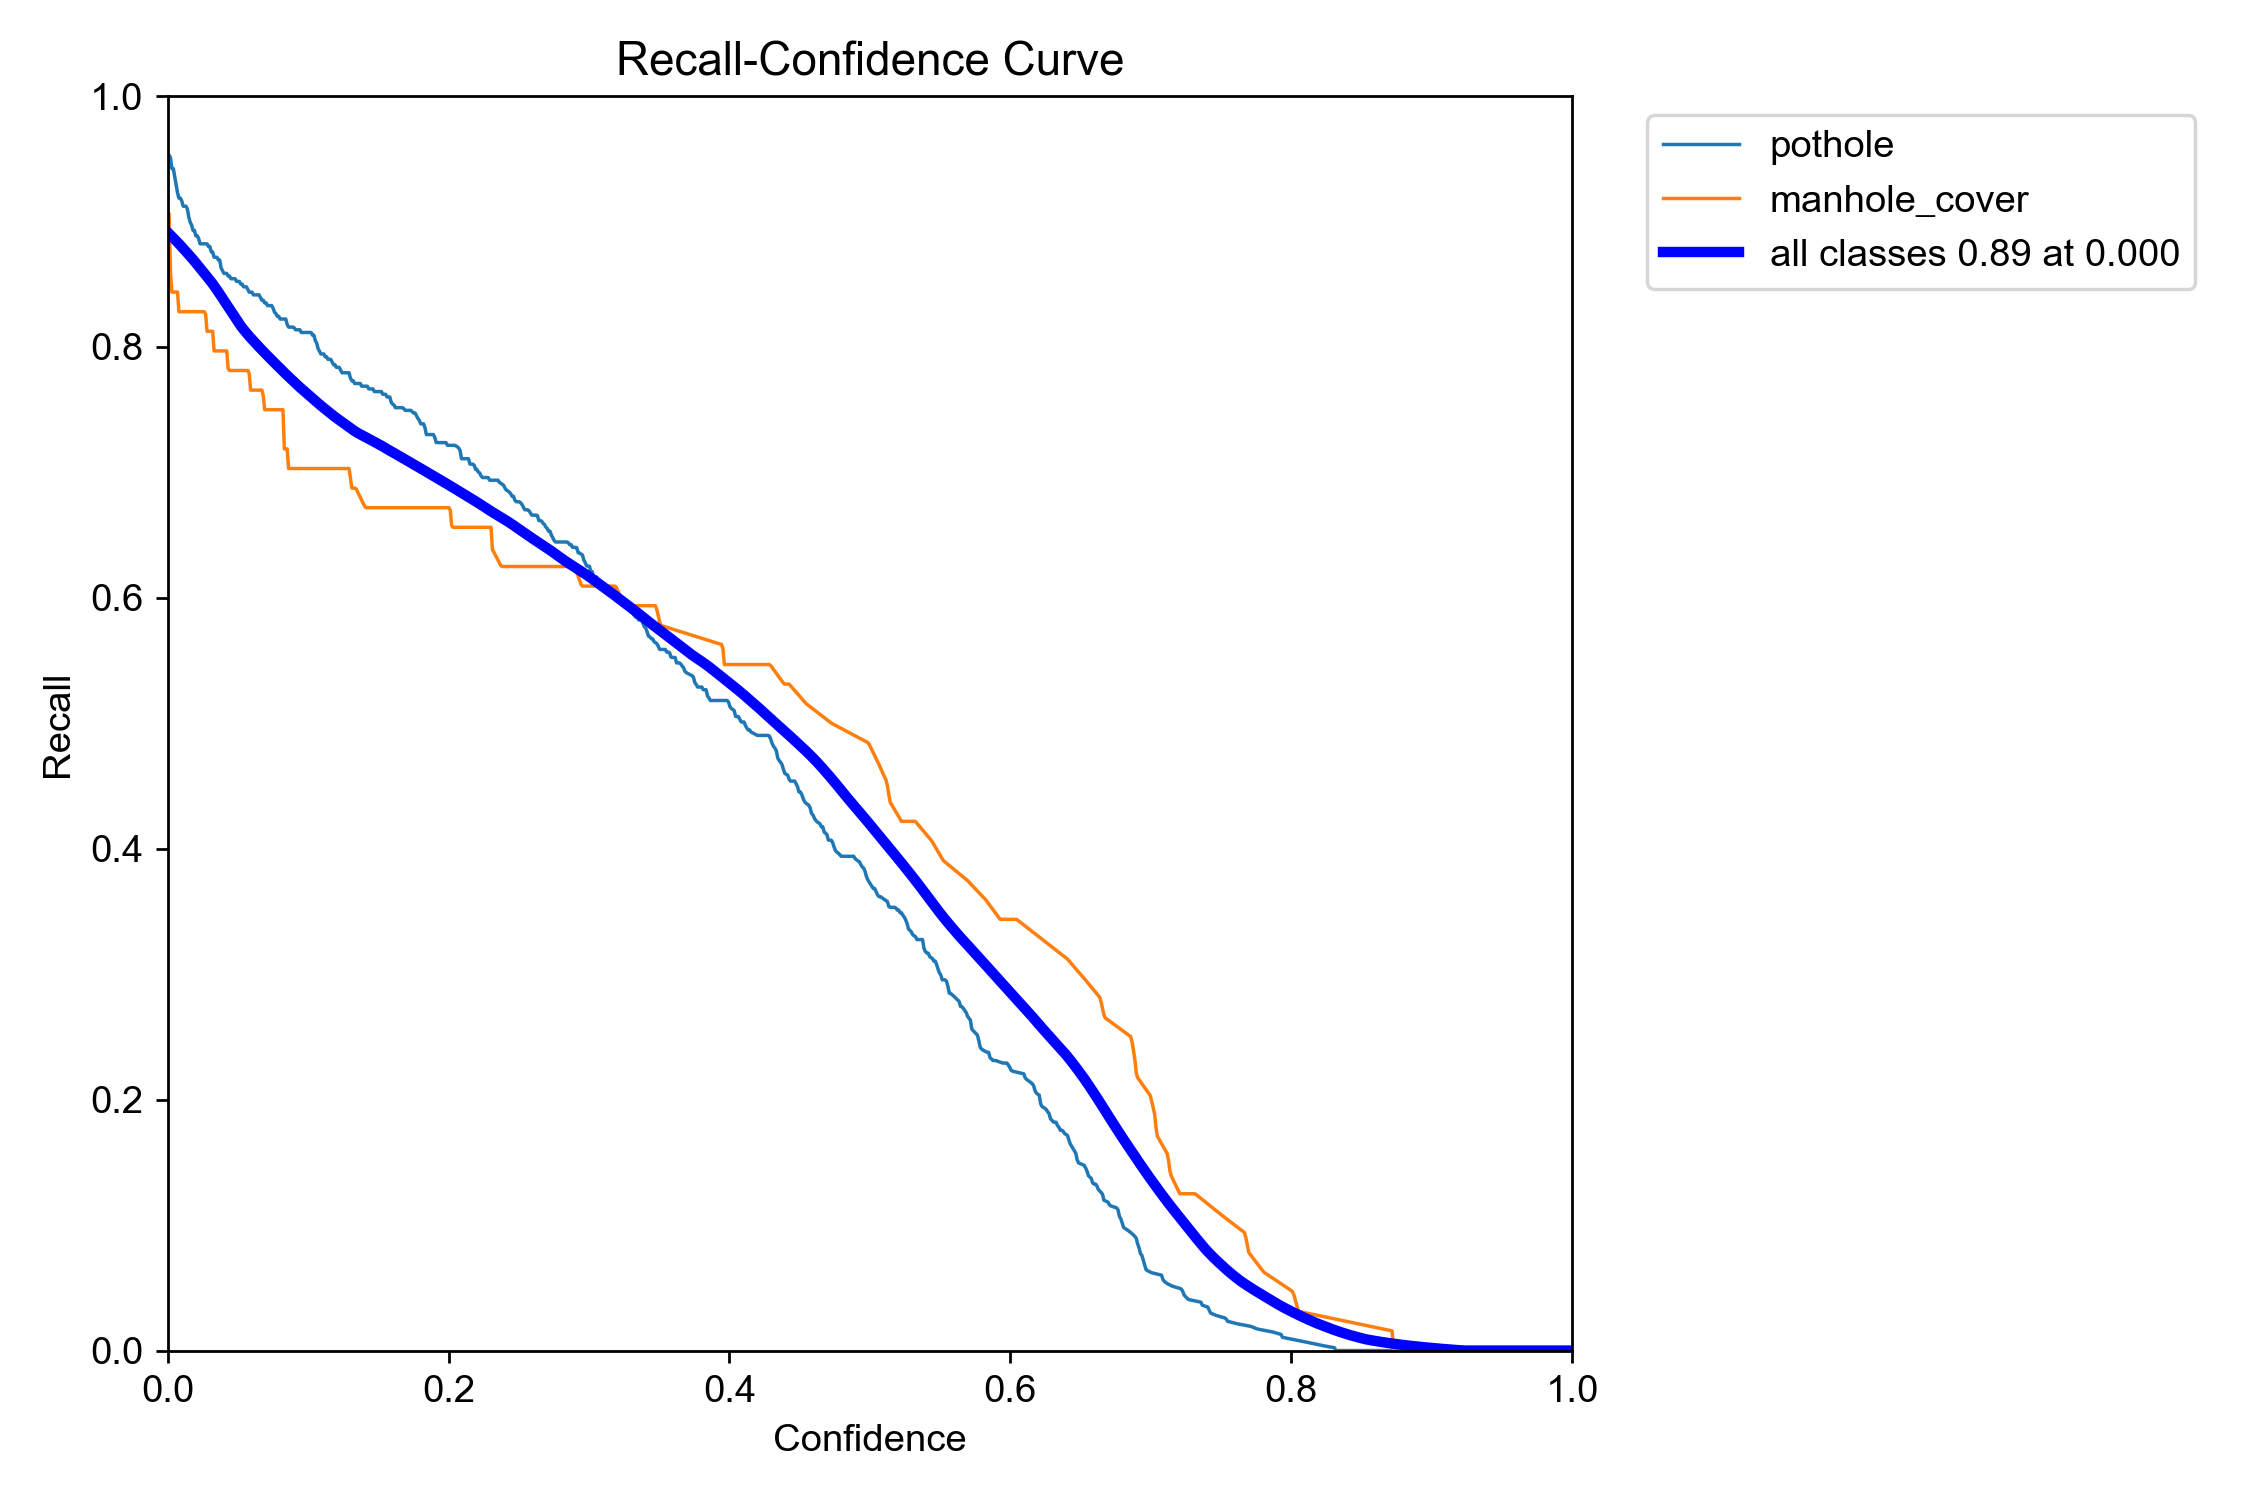 Recall-Confidence Curve
1.0
0.8
0.6
0.4
0.2
0.0
Recall
0.0 0.2 0.4 0.6 0.8 1.0
Confidence
pothole
manhole_cover
all classes 0.89 at 0.000